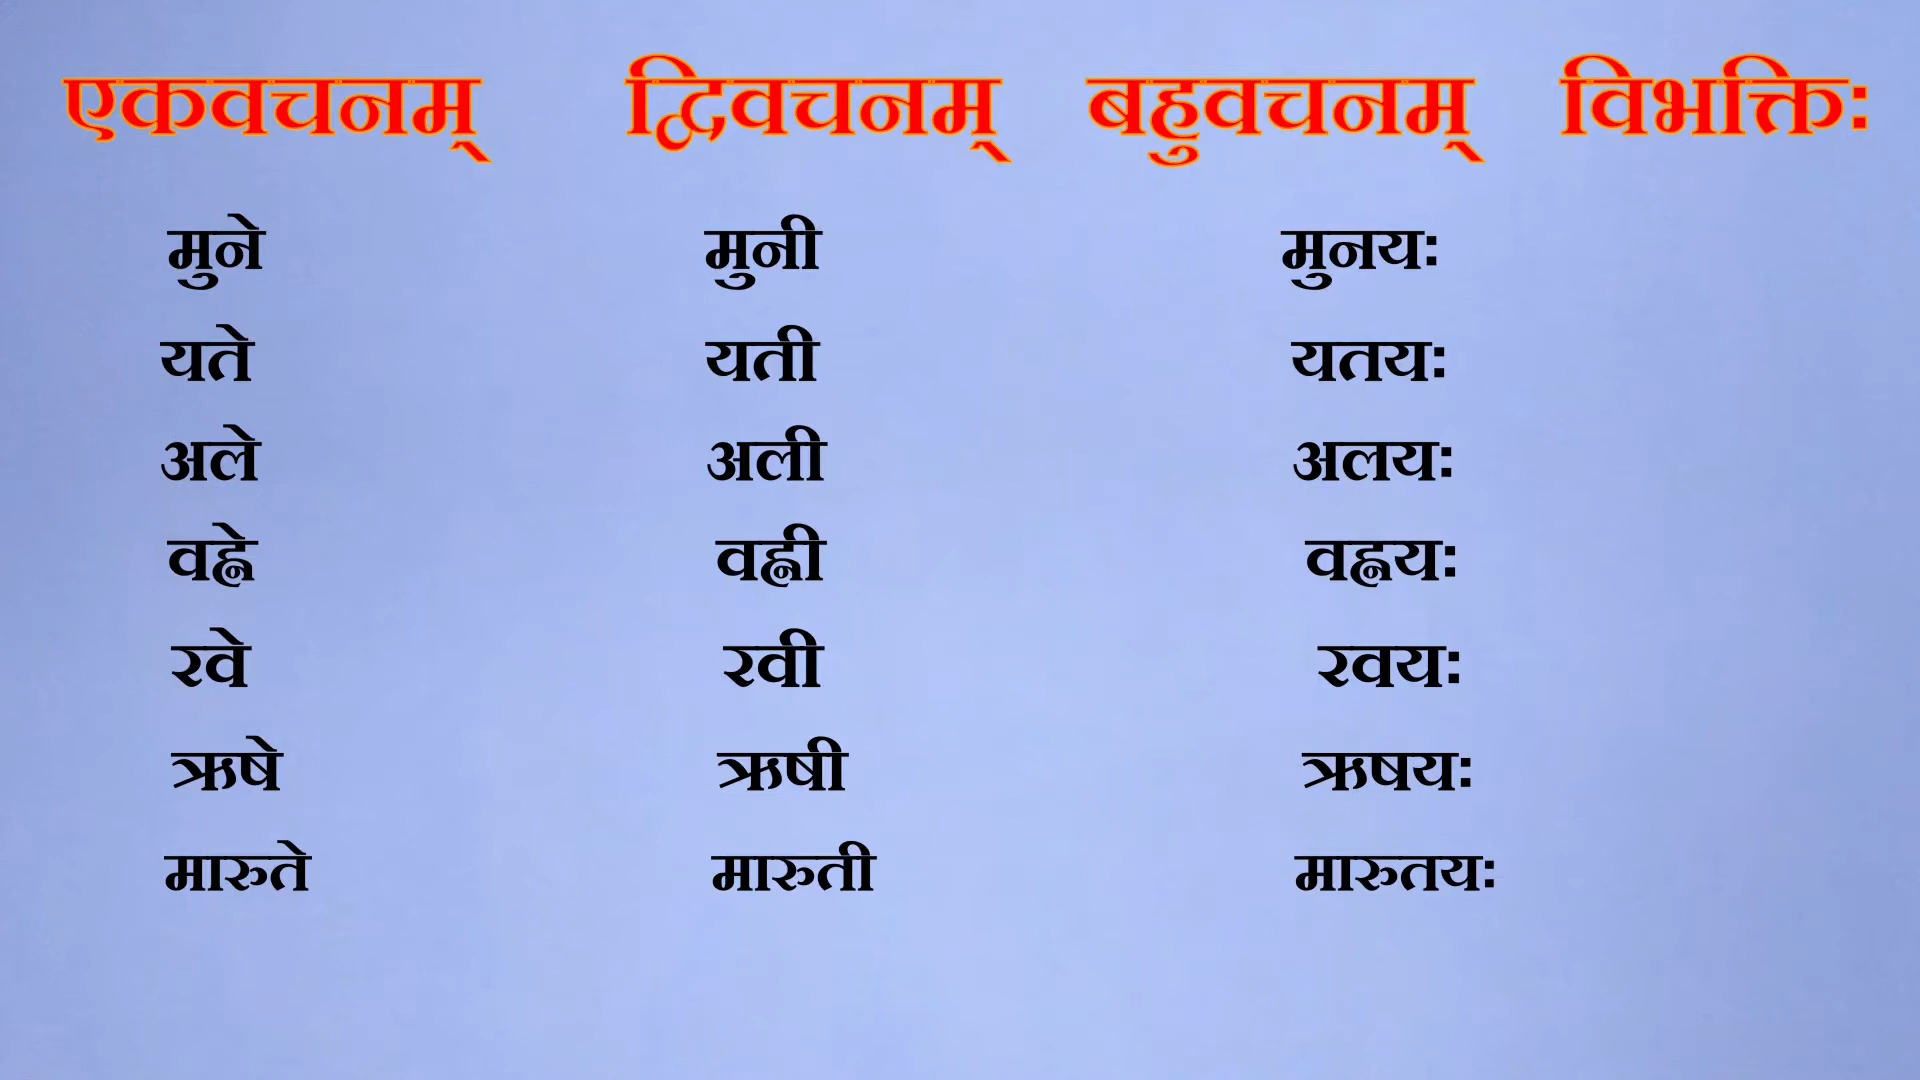 एकवचनम् द्विवचनम् बहुवचनम् विभक्तिः
मुने मुनी मुनयः
यते यती यतयः
अले अली अलयः
वह्ने वह्नी वह्नयः
रवे रवी रवयः
ऋषे ऋषी ऋषयः
मारुते मारुती मारुतयः